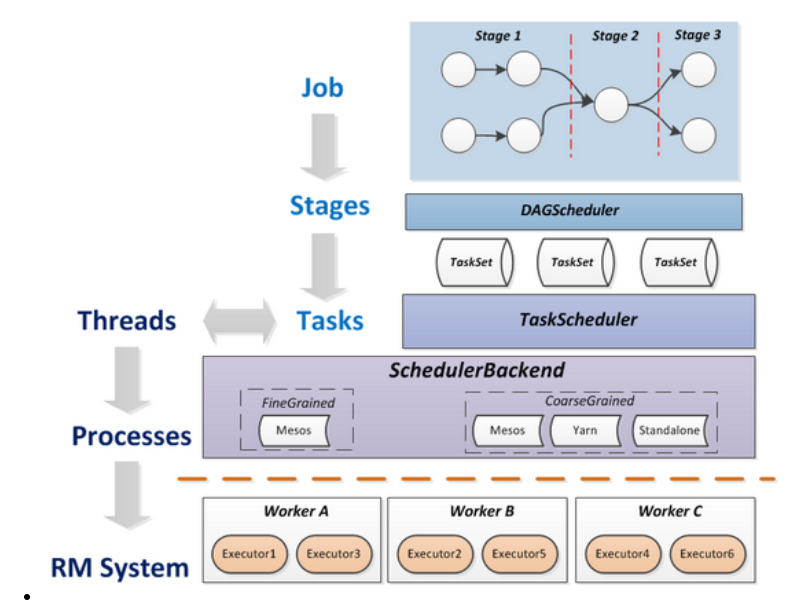 Stage 1 Stage 2 Stage 3
Job
Stages
DAGScheduler
TaskSet TaskSet TaskSet
Threads
Tasks
TaskScheduler
SchedulerBackend
FineGrained
CoarseGrained
Mesos
Mesos Yarn Standalone
Processes
Worker A Worker B Worker C
Executor1 Executor3 Executor2 Executor5 Executor4 Executor6
RM System